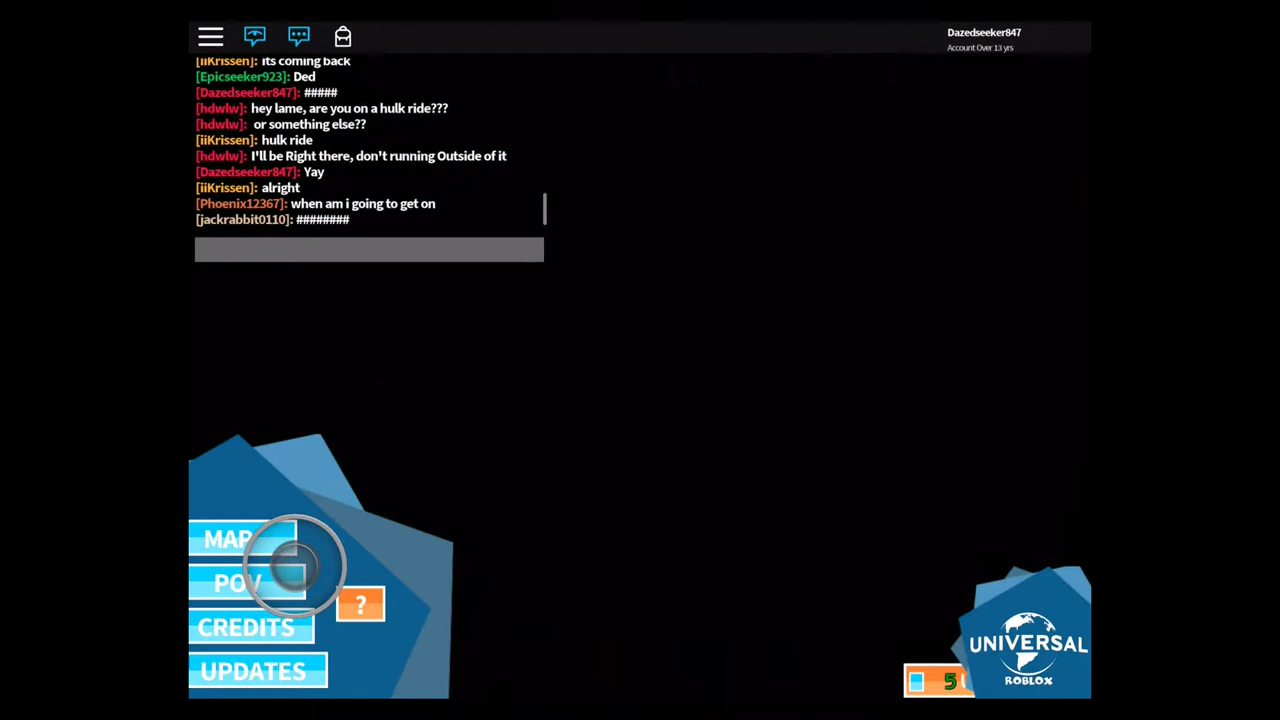 Dazedseeker847
Account Over 13 yrs
[iiKrissen]: its coming back
[Epicseeker923]: Ded
[Dazedseeker847]: #####
[hdwlw]: hey lame, are you on a hulk ride???
[hdwlw]: or something else??
[iiKrissen]: hulk ride
[hdwlw]: I'll be Right there, don't running Outside of it
[Dazedseeker847]: Yay
[iiKrissen]: alright
[Phoenix12367]: when am i going to get on
[jackrabbit0110]: ########
MAP
POV
?
CREDITS
UPDATES
UNIVERSAL
ROBLOX
5